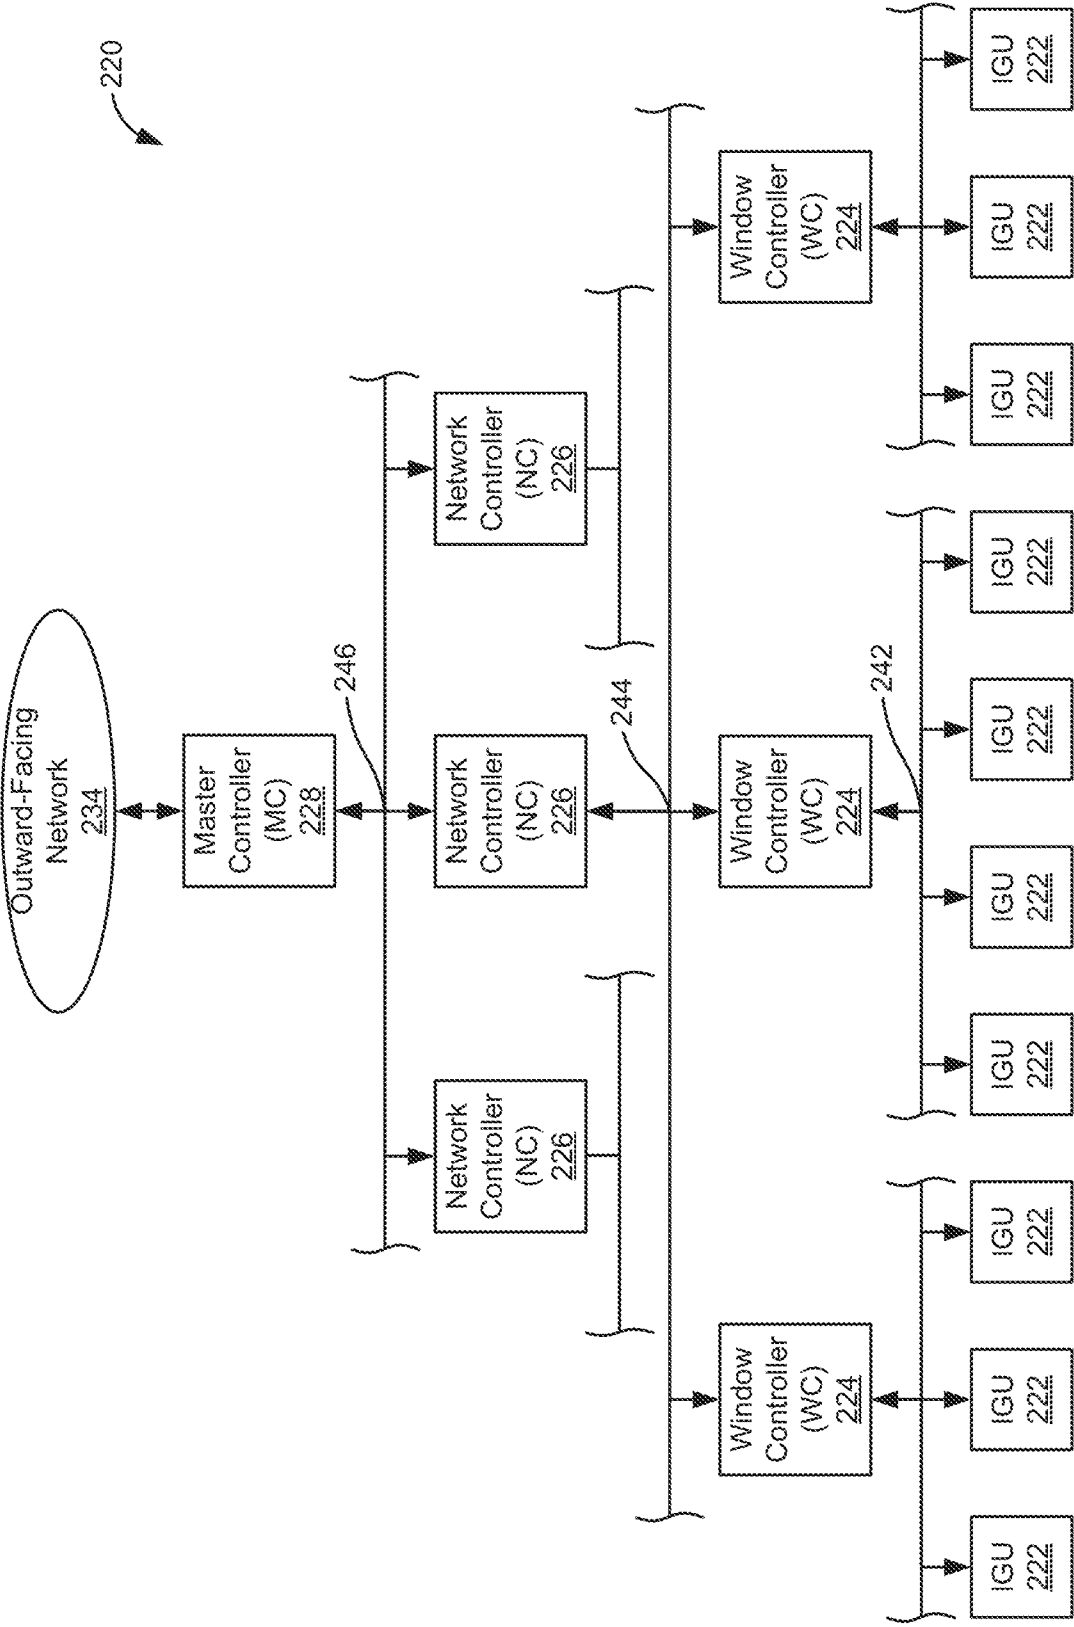 220
Outward-Facing
Network
234
Master
Controller
(MC)
228
246
Network
Controller
(NC)
226
Network
Controller
(NC)
226
Network
Controller
(NC)
226
244
Window
Controller
(WC)
224
Window
Controller
(WC)
224
Window
Controller
(WC)
224
242
IGU
222
IGU
222
IGU
222
IGU
222
IGU
222
IGU
222
IGU
222
IGU
222
IGU
222
IGU
222